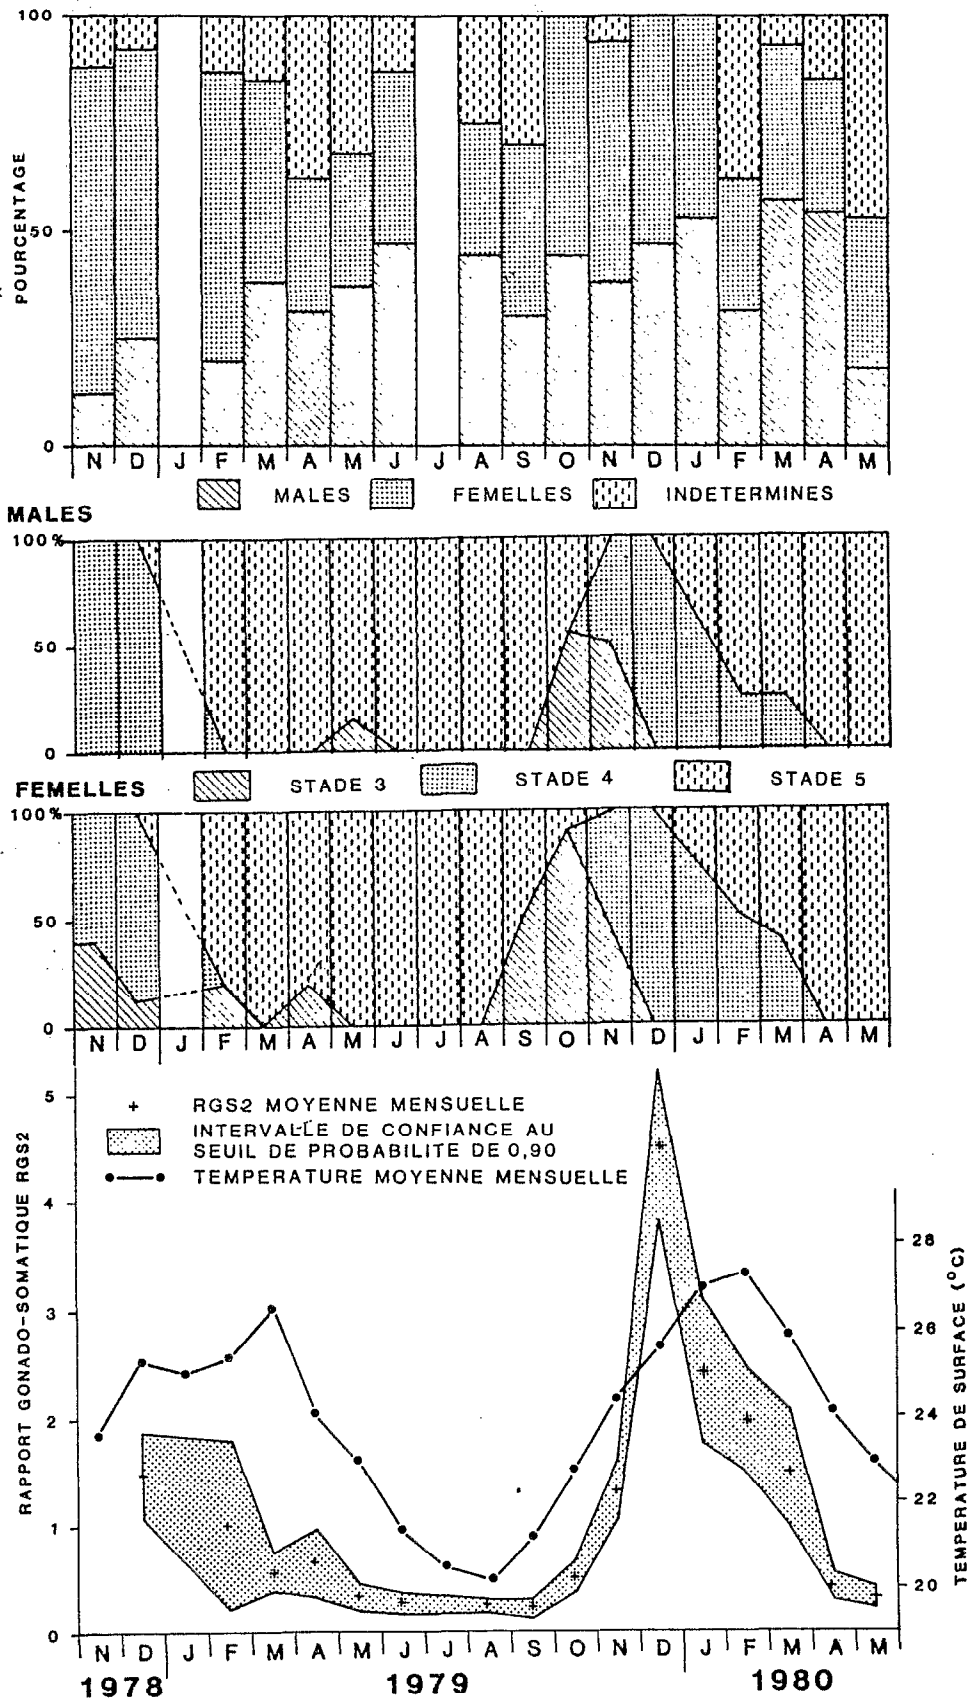 100
POURCENTAGE
50
0
N D J F M A M J J A S O N D J F M A M
MALES FEMELLES INDETERMINES
MALES
100%
50
0
STADE 3 STADE 4 STADE 5
FEMELLES
100%
50
0
N D J F M A M J J A S O N D J F M A M
5
4
3
2
1
0
RAPPORT GONADO-SOMATIQUE RGS2
+ RGS2 MOYENNE MENSUELLE
INTERVALLE DE CONFIANCE AU
SEUIL DE PROBABILITE DE 0,90
TEMPERATURE MOYENNE MENSUELLE
28
26
24
22
20
TEMPERATURE DE SURFACE (°C)
N D J F M A M J J A S O N D J F M A M
1978 1979 1980